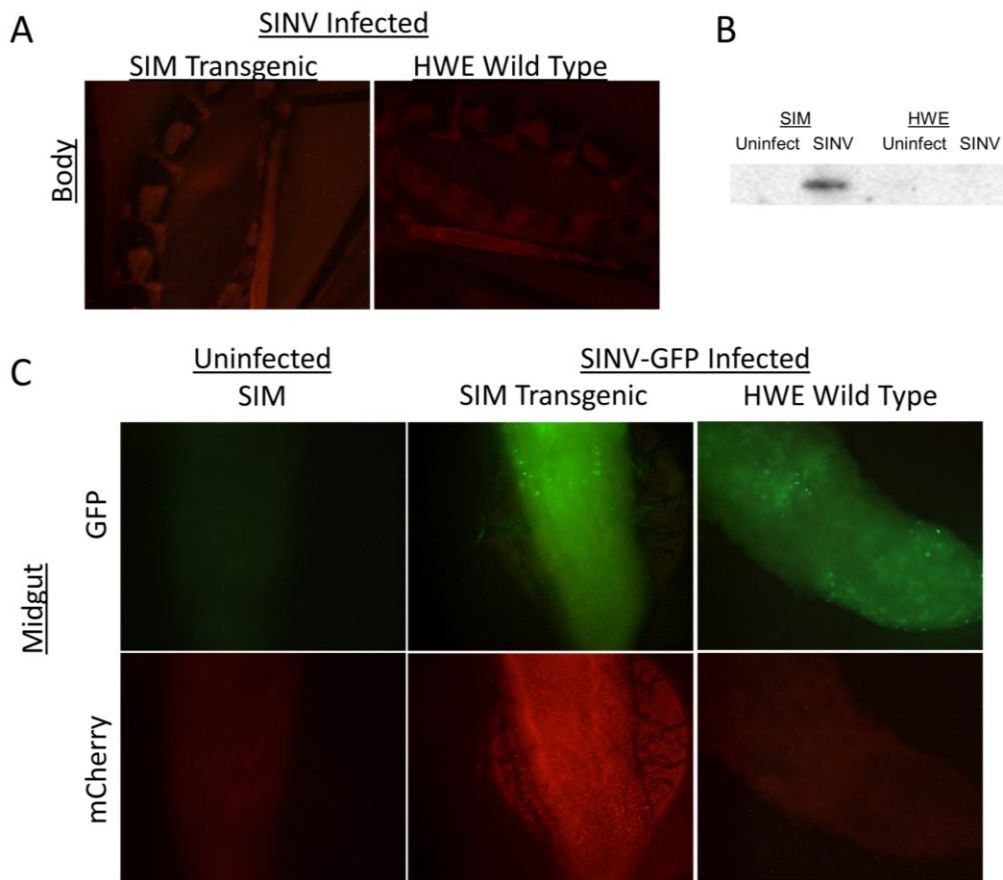 A
SINV Infected
SIM Transgenic
HWE Wild Type
Body
B
SIM
HWE
Uninfect
SINV
Uninfect
SINV
C
Uninfected
SINV-GFP Infected
SIM
SIM Transgenic
HWE Wild Type
Midgut
GFP
mCherry